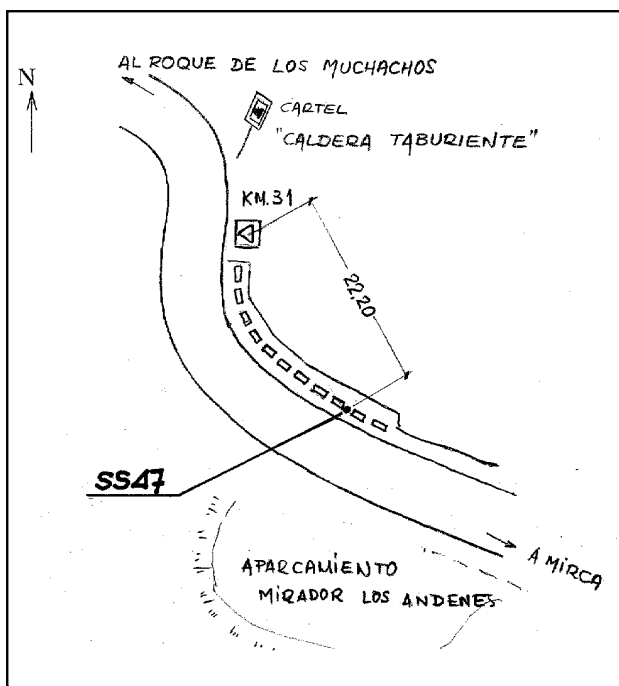 AL ROQUE DE LOS MUCHACHOS
N
CARTEL
"CALDERA TABURIENTE"
KM.31
22,20
SS47
A MIRCA
APARCAMIENTO
MIRADOR LOS ANDENES